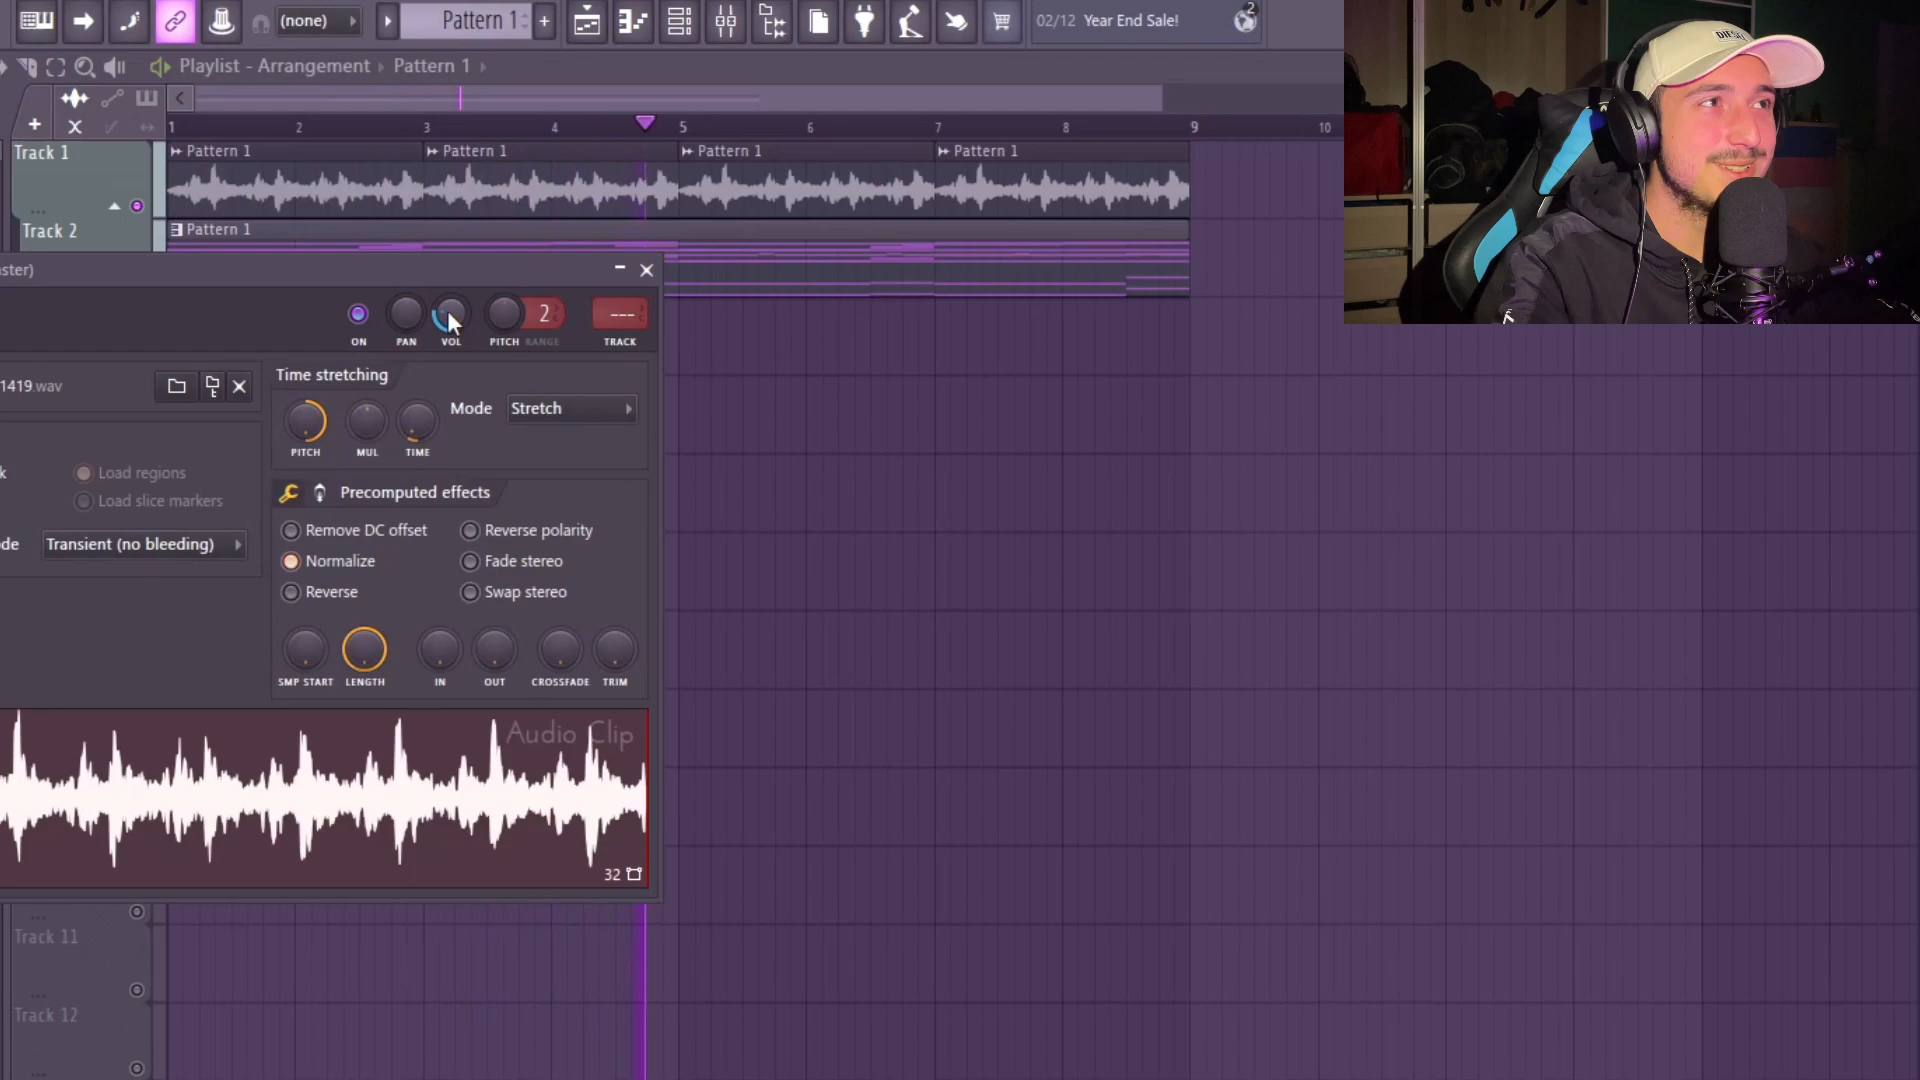 (none)
Pattern 1
+
02/12 Year End Sale!
2
Playlist - Arrangement
Pattern 1
1 2 3 4 5 6 7 8 9 10
Track 1
Pattern 1
Pattern 1
Pattern 1
Pattern 1
Track 2
Pattern 1
ster)
2
---
ON PAN VOL PITCH RANGE TRACK
1419.wav
Time stretching
Mode
Stretch
PITCH MUL TIME
k
Load regions
Load slice markers
de
Transient (no bleeding)
Precomputed effects
Remove DC offset
Reverse polarity
Normalize
Fade stereo
Reverse
Swap stereo
SMP START LENGTH IN OUT CROSSFADE TRIM
Audio Clip
32
Track 11
Track 12